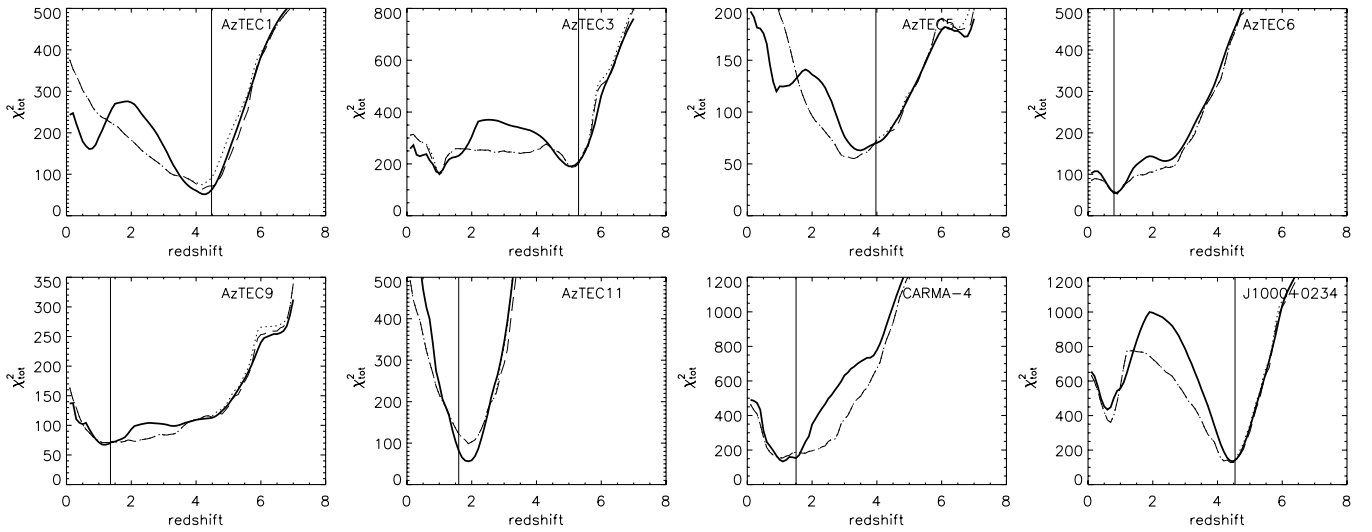 AzTEC1
500
400
300
200
100
0
χ²tot
0 2 4 6 8
redshift
AzTEC3
800
600
400
200
0
χ²tot
0 2 4 6 8
redshift
AzTEC5
200
150
100
50
0
χ²tot
0 2 4 6 8
redshift
AzTEC6
500
400
300
200
100
0
χ²tot
0 2 4 6 8
redshift
AzTEC9
350
300
250
200
150
100
50
0
χ²tot
0 2 4 6 8
redshift
AzTEC11
500
400
300
200
100
0
χ²tot
0 2 4 6 8
redshift
CARMA-4
1200
1000
800
600
400
200
0
χ²tot
0 2 4 6 8
redshift
J1000+0234
1200
1000
800
600
400
200
0
χ²tot
0 2 4 6 8
redshift